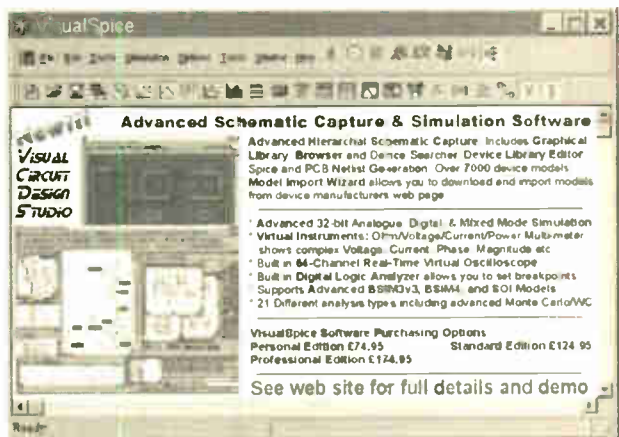 VisualSpice
Advanced Schematic Capture & Simulation Software
VISUAL
CIRCUIT
DESIGN
STUDIO
Advanced Hierarchal Schematic Capture. Includes Graphical
Library Browser and Device Searcher Device Library Editor
Spice and PCB Netlist Generation. Over 7000 device models
Model Import Wizard allows you to download and import models
from device manufacturers web page
* Advanced 32-bit Analogue, Digital & Mixed Mode Simulation
* Virtual Instruments: Ohm/Voltage/Current/Power Multi-meter
shows complex Voltage, Current, Phase, Magnitude etc
* Built in 64-Channel Real-Time Virtual Oscilloscope
* Built in Digital Logic Analyzer allows you to set breakpoints
Supports Advanced BSIM3v3, BSIM4 and SOI Models
* 21 Different analysis types including advanced Monte Carlo/WC
VisualSpice Software Purchasing Options
Personal Edition £74.95 Standard Edition £124.95
Professional Edition £174.95
See web site for full details and demo
Ready